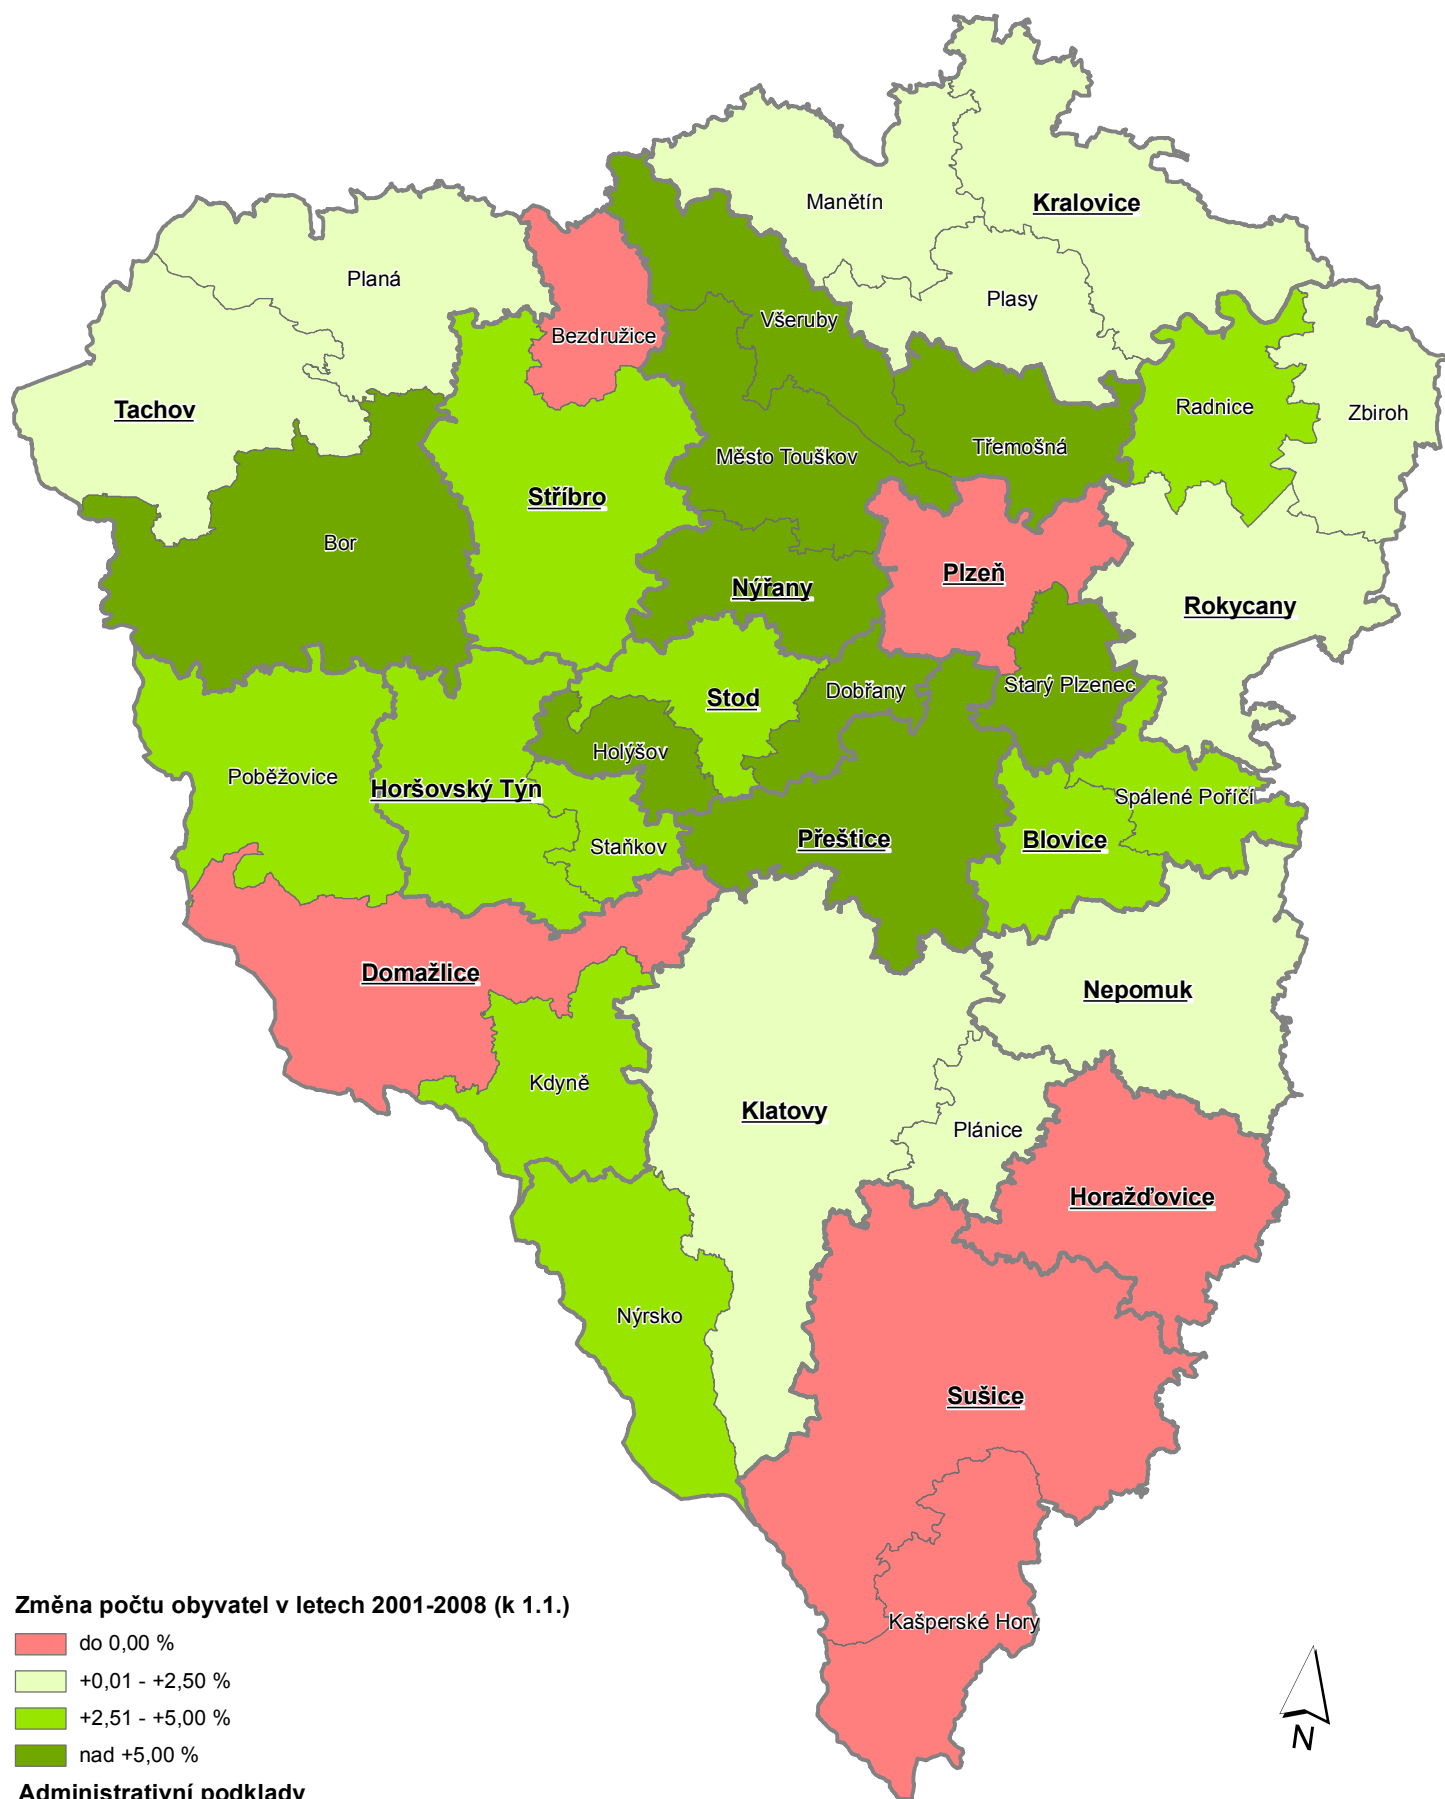 Manětín
Kralovice
Planá
Plasy
Všeruby
Bezdružice
Tachov
Radnice
Zbiroh
Třemošná
Město Touškov
Stříbro
Bor
Plzeň
Nýřany
Rokycany
Starý Plzenec
Dobřany
Stod
Holýšov
Poběžovice
Horšovský Týn
Spálené Poříčí
Přeštice
Blovice
Staňkov
Domažlice
Nepomuk
Kdyně
Klatovy
Plánice
Horažďovice
Nýrsko
Sušice
Kašperské Hory
Změna počtu obyvatel v letech 2001-2008 (k 1.1.)
do 0,00 %
+0,01 - +2,50 %
+2,51 - +5,00 %
nad +5,00 %
Administrativní podklady
N